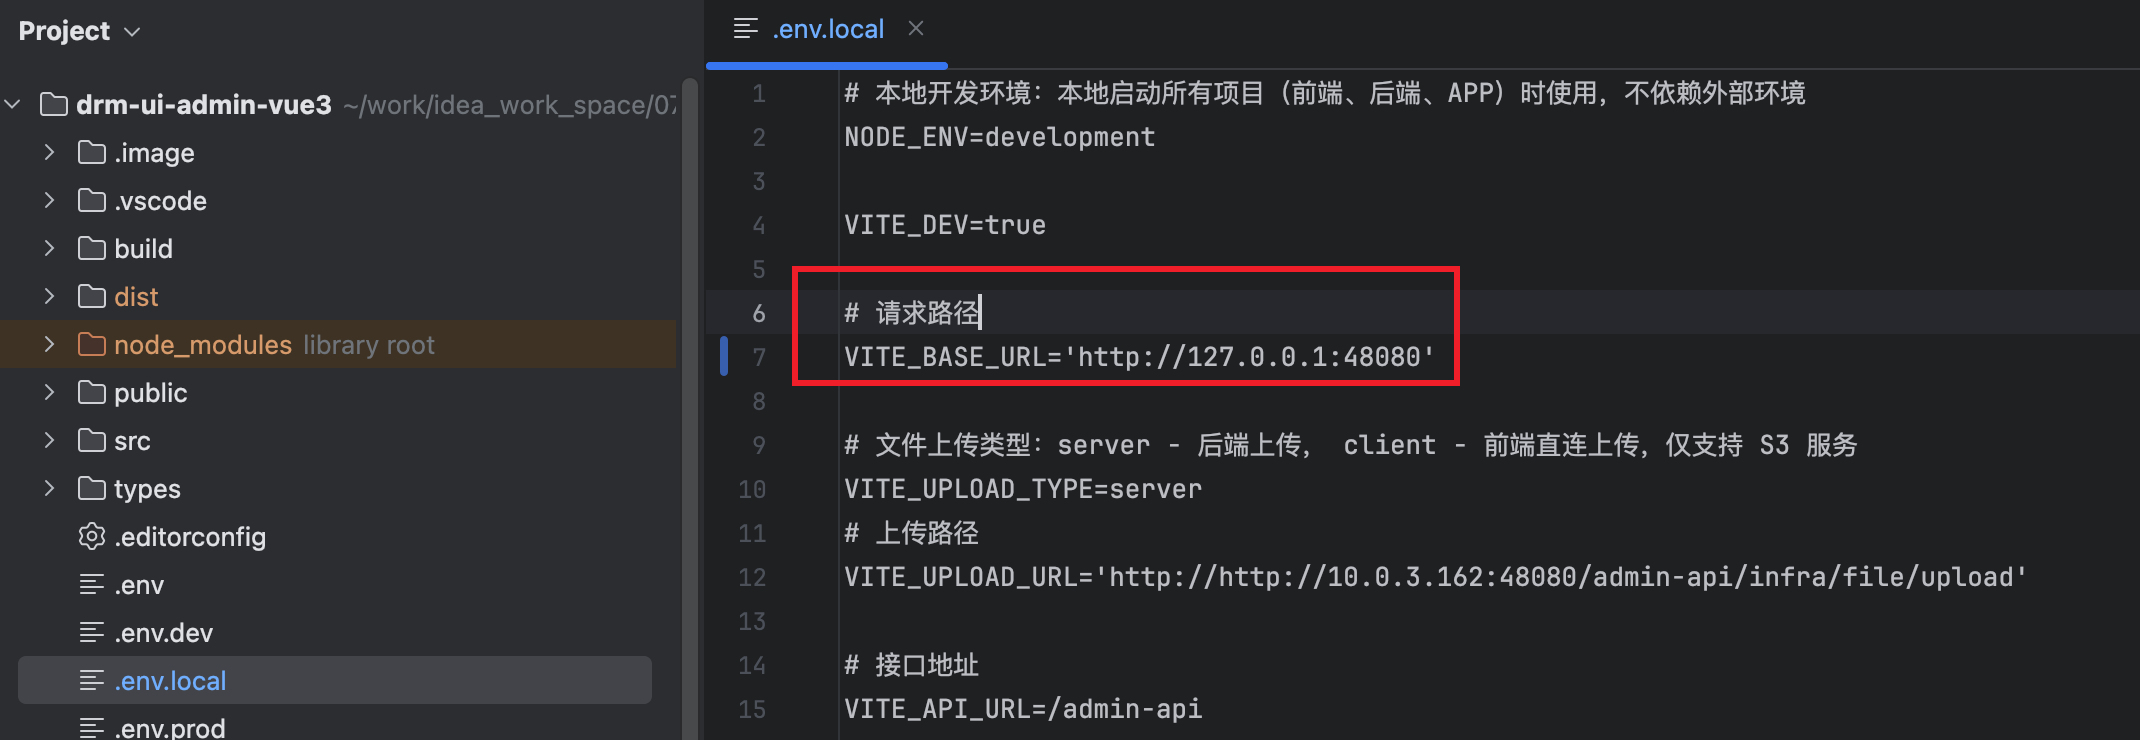 Project
drm-ui-admin-vue3 ~/work/idea_work_space/07
.image
.vscode
build
dist
node_modules library root
public
src
types
.editorconfig
.env
.env.dev
.env.local
.env.prod
.env.local
1 # 本地开发环境：本地启动所有项目（前端、后端、APP）时使用，不依赖外部环境
2 NODE_ENV=development
3
4 VITE_DEV=true
5
6 # 请求路径
7 VITE_BASE_URL='http://127.0.0.1:48080'
8
9 # 文件上传类型：server - 后端上传， client - 前端直连上传，仅支持 S3 服务
10 VITE_UPLOAD_TYPE=server
11 # 上传路径
12 VITE_UPLOAD_URL='http://http://10.0.3.162:48080/admin-api/infra/file/upload'
13
14 # 接口地址
15 VITE_API_URL=/admin-api